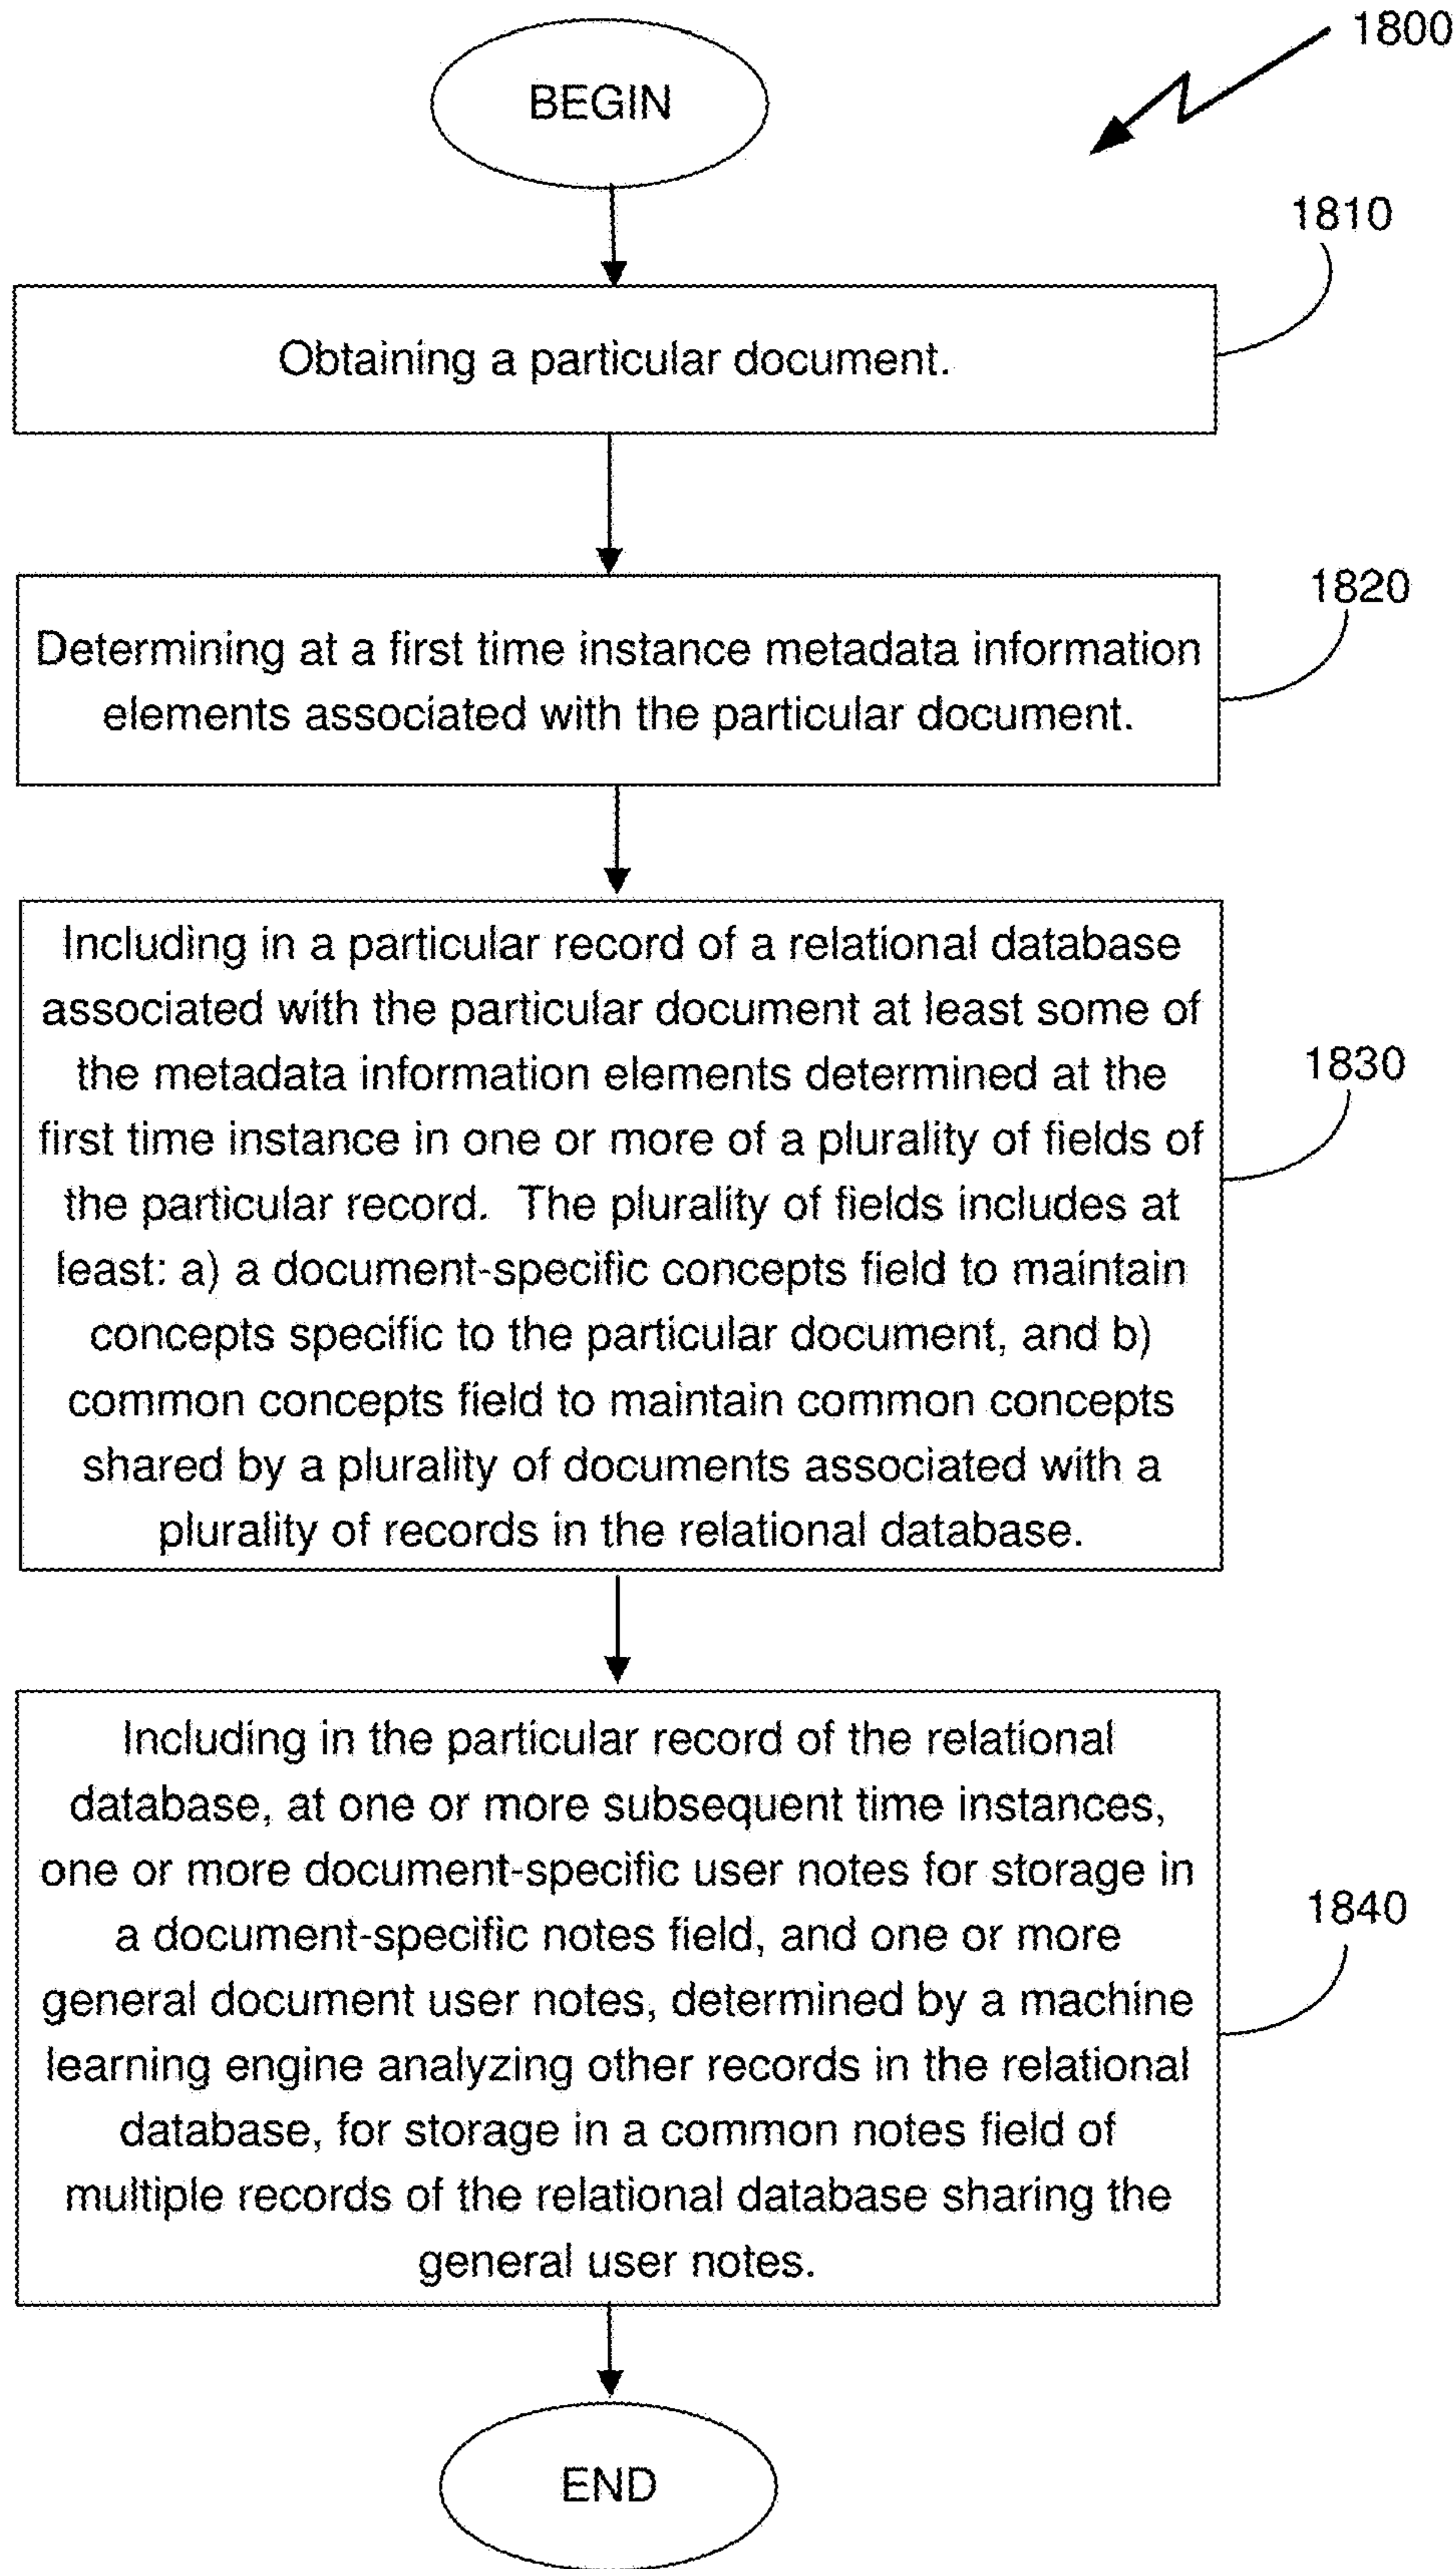 1800
BEGIN
1810
Obtaining a particular document.
1820
Determining at a first time instance metadata information
elements associated with the particular document.
Including in a particular record of a relational database
associated with the particular document at least some of
the metadata information elements determined at the
1830
first time instance in one or more of a plurality of fields of
the particular record.  The plurality of fields includes at
least: a) a document-specific concepts field to maintain
concepts specific to the particular document, and b)
common concepts field to maintain common concepts
shared by a plurality of documents associated with a
plurality of records in the relational database.
Including in the particular record of the relational
database, at one or more subsequent time instances,
one or more document-specific user notes for storage in
1840
a document-specific notes field, and one or more
general document user notes, determined by a machine
learning engine analyzing other records in the relational
database, for storage in a common notes field of
multiple records of the relational database sharing the
general user notes.
END